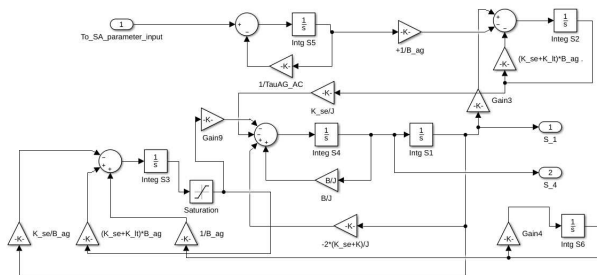 1
To_SA_parameter_input
+
−
1
s
Integ S5
-K-
+1/B_ag
−
+
−
1
s
Integ S2
-K-
1/TauAG_AC
-K-
(K_se+K_lt)*B_ag .
-K-
K_se/J
-K-
Gain3
-K-
Gain9
−
−
+
+
1
s
Integ S4
1
s
Intg S1
1
S_1
2
S_4
−
−
+
+
1
s
Integ S3
Saturation
B/J
B/J
-K-
K_se/B_ag
-K-
(K_se+K_lt)*B_ag
-K-
1/B_ag
-K-
-2*(K_se+K)/J
-K-
Gain4
1
s
Integ S6